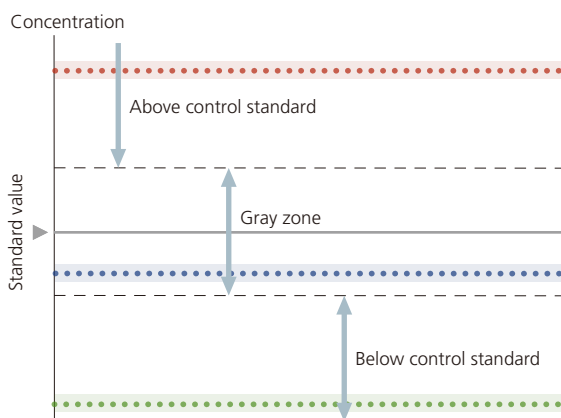 Concentration
Above control standard
Gray zone
Standard value
Below control standard